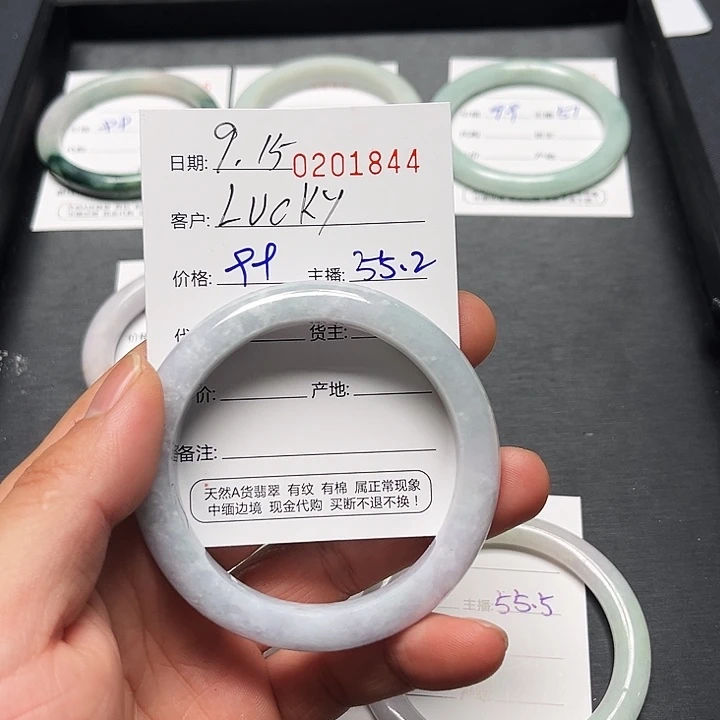 日期: 9.15 0201844
客户: LUCKY
价格: 主播: 55.2
货主:
价: 产地:
备注:
天然A货翡翠 有纹 有棉 属正常现象
中缅边境 现金代购 买断不退不换!
主播: 55.5